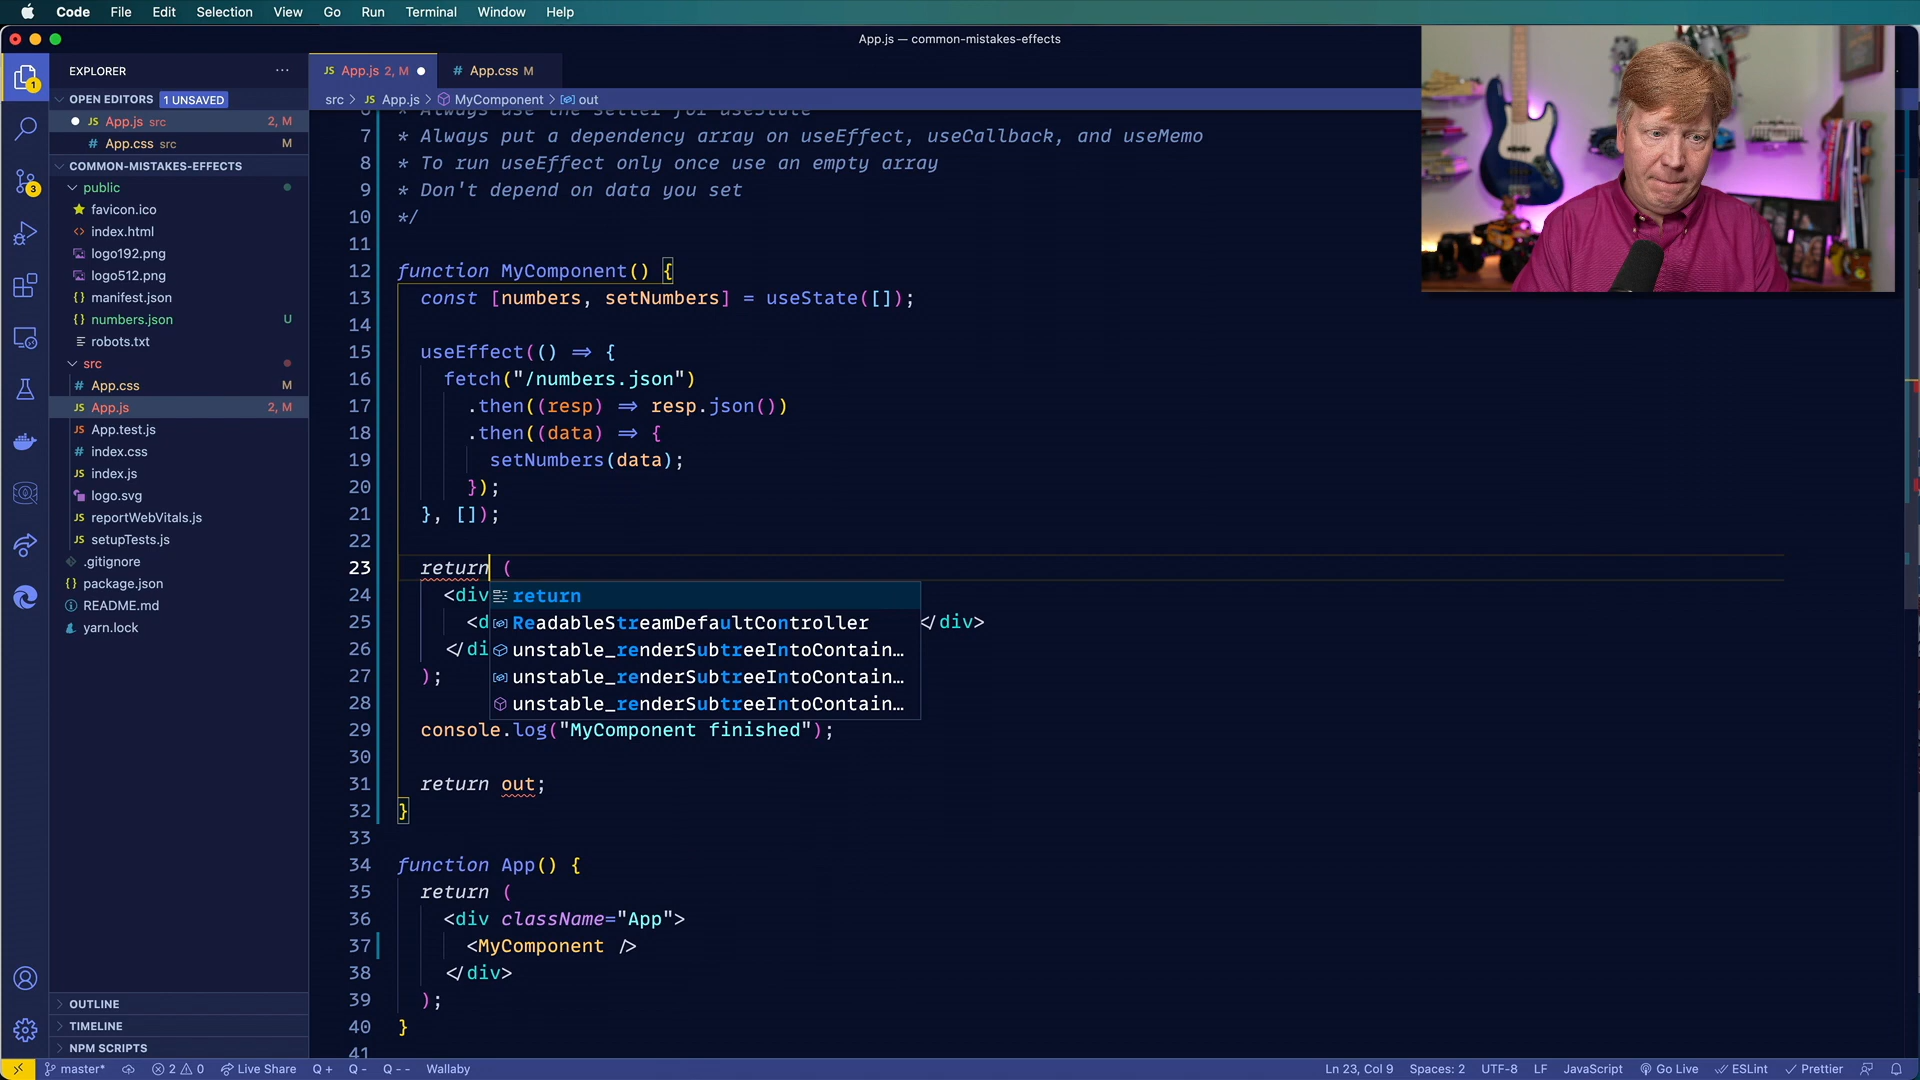 Code File Edit Selection View Go Run Terminal Window Help
App.js — common-mistakes-effects
EXPLORER
OPEN EDITORS 1 UNSAVED
App.js src 2, M
App.css src M
COMMON-MISTAKES-EFFECTS
public
favicon.ico
index.html
logo192.png
logo512.png
manifest.json
numbers.json U
robots.txt
src
App.css M
App.js 2, M
App.test.js
index.css
index.js
logo.svg
reportWebVitals.js
setupTests.js
.gitignore
package.json
README.md
yarn.lock
OUTLINE
TIMELINE
NPM SCRIPTS
JS App.js 2, M # App.css M
src > JS App.js > MyComponent > out
6 * Always use the setter for useState
7 * Always put a dependency array on useEffect, useCallback, and useMemo
8 * To run useEffect only once use an empty array
9 * Don't depend on data you set
10 */
11
12 function MyComponent() {
13 const [numbers, setNumbers] = useState([]);
14
15 useEffect(() => {
16 fetch("/numbers.json")
17 .then((resp) => resp.json())
18 .then((data) => {
19 setNumbers(data);
20 });
21 }, []);
22
23 return (
24 <div
25 <d </div>
26 </di
27 );
28
29 console.log("MyComponent finished");
30
31 return out;
32 }
33
34 function App() {
35 return (
36 <div className="App">
37 <MyComponent />
38 </div>
39 );
40 }
41
return
ReadableStreamDefaultController
unstable_renderSubtreeIntoContain…
unstable_renderSubtreeIntoContain…
unstable_renderSubtreeIntoContain…
master* 2 0 Live Share Q + Q - Q - - Wallaby Ln 23, Col 9 Spaces: 2 UTF-8 LF JavaScript Go Live ESLint Prettier